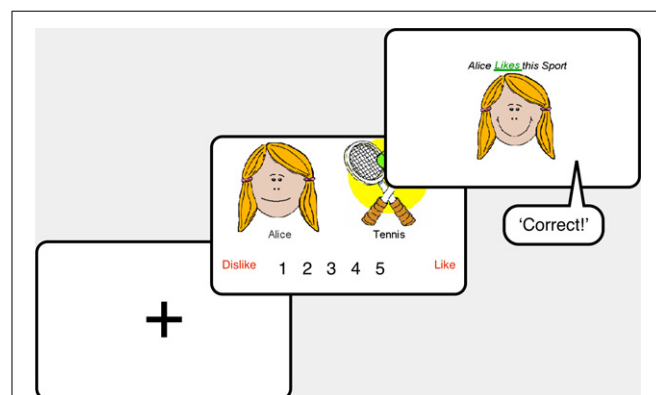 Alice Likes this Sport
'Correct!'
Alice Tennis
Dislike 1 2 3 4 5 Like
+